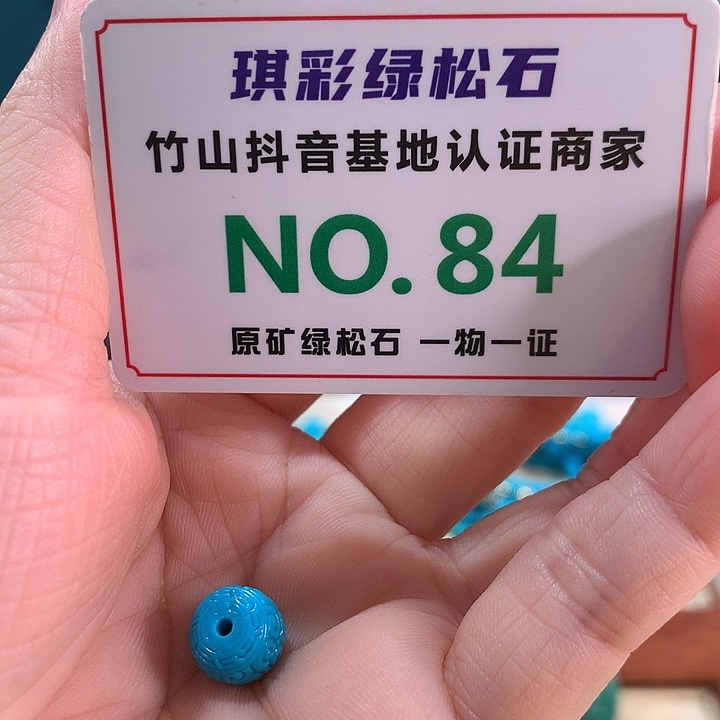 琪彩绿松石
竹山抖音基地认证商家
NO.84
原矿绿松石 一物一证